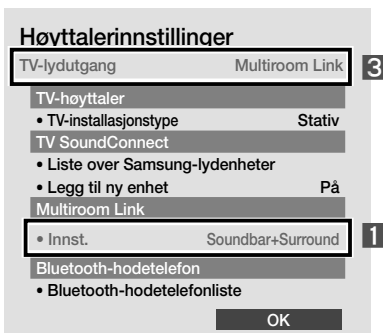 Høyttalerinnstillinger
TV-lydutgang Multiroom Link
3
TV-høyttaler
• TV-installasjonstype Stativ
TV SoundConnect
• Liste over Samsung-lydenheter
• Legg til ny enhet På
Multiroom Link
• Innst. Soundbar+Surround
1
Bluetooth-hodetelefon
• Bluetooth-hodetelefonliste
OK